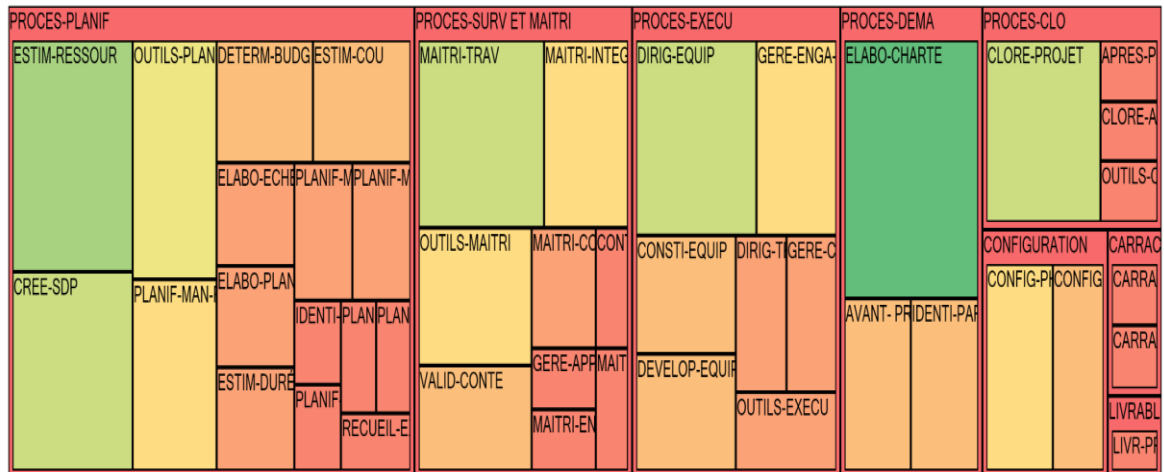 PROCES-PLANIF
ESTIM-RESSOUR
OUTILS-PLAN
DETERM-BUDG
ESTIM-COU
ELABO-ECHE
PLANIF-M
PLANIF-M
CREE-SDP
PLANIF-MAN-
ELABO-PLAN
IDENTI-
PLAN
PLAN
ESTIM-DURÉ
PLANIF
RECUEIL-E
PROCES-SURV ET MAITRI
MAITRI-TRAV
MAITRI-INTEG
OUTILS-MAITRI
MAITRI-CO
CONT
VALID-CONTE
GERE-APP
MAIT
MAITRI-EN
PROCES-EXECU
DIRIG-EQUIP
GERE-ENGA-
CONSTI-EQUIP
DIRIG-TI
GERE-C
DEVELOP-EQUIP
OUTILS-EXECU
PROCES-DEMA
ELABO-CHARTE
AVANT- PR
IDENTI-PAR
PROCES-CLO
CLORE-PROJET
APRES-P
CLORE-A
OUTILS-C
CONFIGURATION
CONFIG-PH
CONFIG
CARRAC
CARRA
CARRA
LIVRABL
LIVR-PR